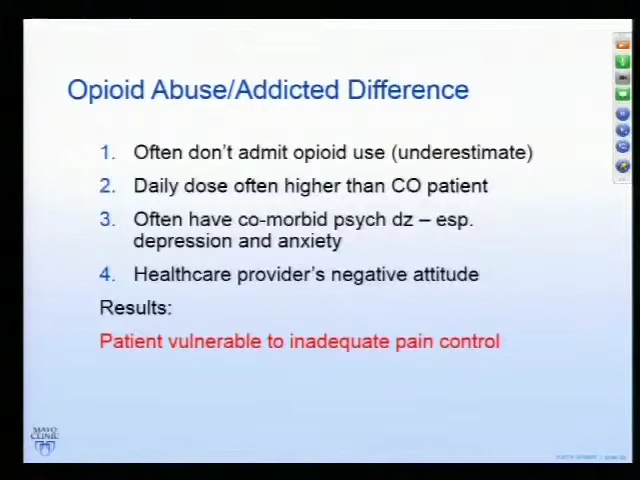 Opioid Abuse/Addicted Difference
1. Often don't admit opioid use (underestimate)
2. Daily dose often higher than CO patient
3. Often have co-morbid psych dz – esp.
depression and anxiety
4. Healthcare provider's negative attitude
Results:
Patient vulnerable to inadequate pain control
MAYO
CLINIC